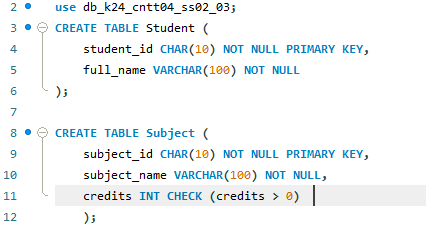 2 use db_k24_cntt04_ss02_03;
3 CREATE TABLE Student (
4 student_id CHAR(10) NOT NULL PRIMARY KEY,
5 full_name VARCHAR(100) NOT NULL
6 );
7
8 CREATE TABLE Subject (
9 subject_id CHAR(10) NOT NULL PRIMARY KEY,
10 subject_name VARCHAR(100) NOT NULL,
11 credits INT CHECK (credits > 0)
12 );